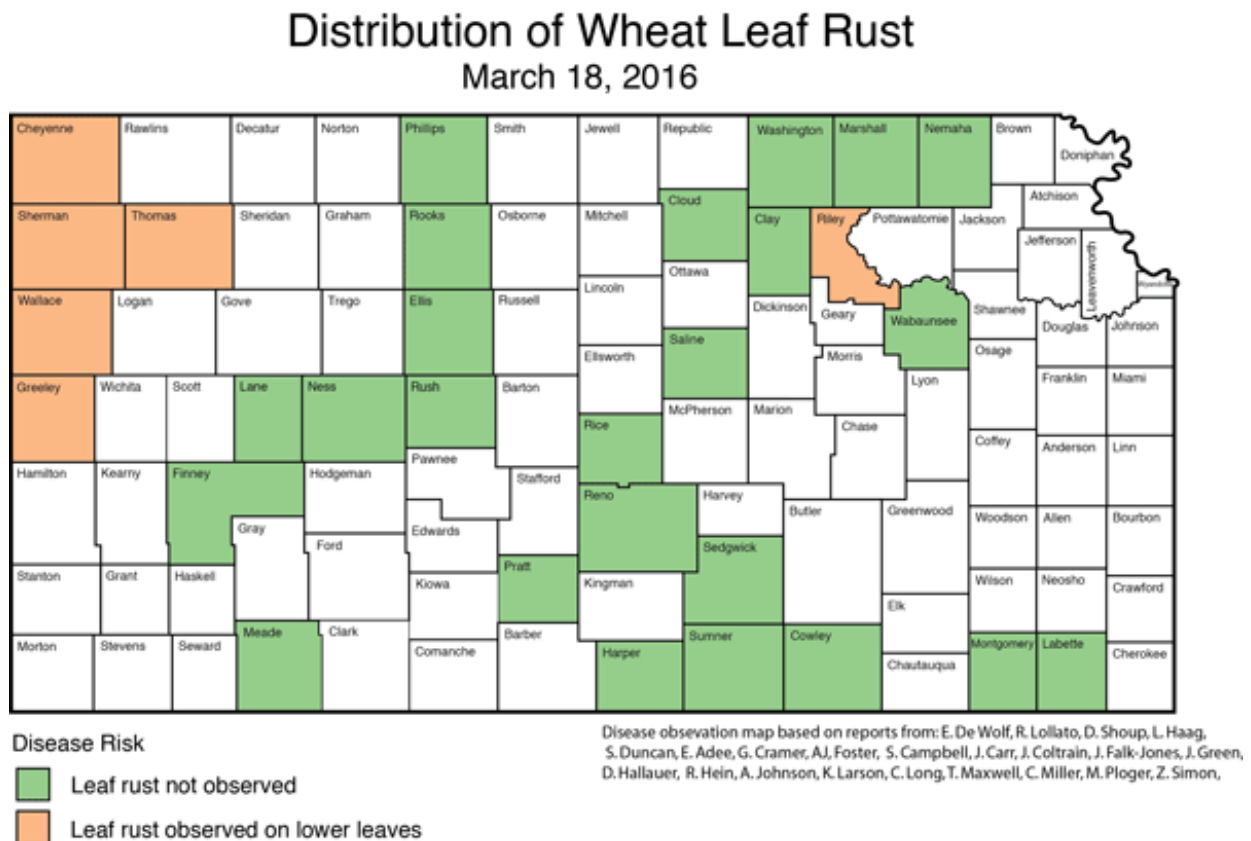 Distribution of Wheat Leaf Rust
March 18, 2016
Cheyenne Rawlins Decatur Norton Phillips Smith Jewell Republic Washington Marshall Nemaha Brown
Doniphan
Atchison
Sherman Thomas Sheridan Graham Rooks Osborne Mitchell Cloud Clay Riley Pottawatomie Jackson
Jefferson
Leavenworth
Ottawa
Lincoln
Wallace Logan Gove Trego Ellis Russell Dickinson Geary Wabaunsee Shawnee
Douglas Johnson
Saline
Ellsworth Morris Osage
Greeley Wichita Scott Lane Ness Rush Barton Lyon Franklin Miami
McPherson Marion
Rice Chase
Coffey Anderson Linn
Pawnee
Hamilton Kearny Finney Hodgeman Stafford
Reno Harvey Butler Greenwood
Woodson Allen Bourbon
Gray Edwards
Ford Sedgwick
Pratt
Stanton Grant Haskell Kiowa Kingman Wilson Neosho Crawford
Elk
Meade Clark Barber Sumner Cowley
Morton Stevens Seward Comanche Harper Montgomery Labette Cherokee
Chautauqua
Disease obsevation map based on reports from: E. De Wolf, R. Lollato, D. Shoup, L. Haag,
S. Duncan, E. Adee, G. Cramer, AJ, Foster, S. Campbell, J. Carr, J. Coltrain, J. Falk-Jones, J. Green,
D. Hallauer, R. Hein, A. Johnson, K. Larson, C. Long, T. Maxwell, C. Miller, M. Ploger, Z. Simon,
Disease Risk
Leaf rust not observed
Leaf rust observed on lower leaves